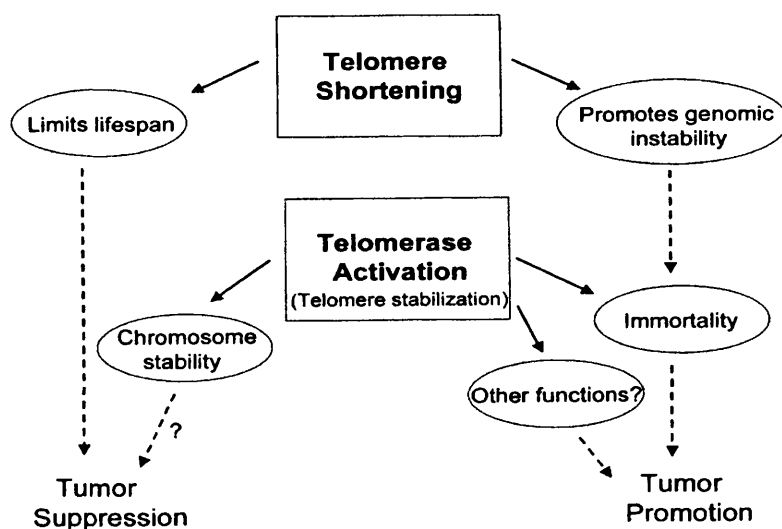 Telomere
Shortening
Limits lifespan
Promotes genomic
instability
Telomerase
Activation
(Telomere stabilization)
Chromosome
stability
Immortality
Other functions?
?
Tumor
Suppression
Tumor
Promotion